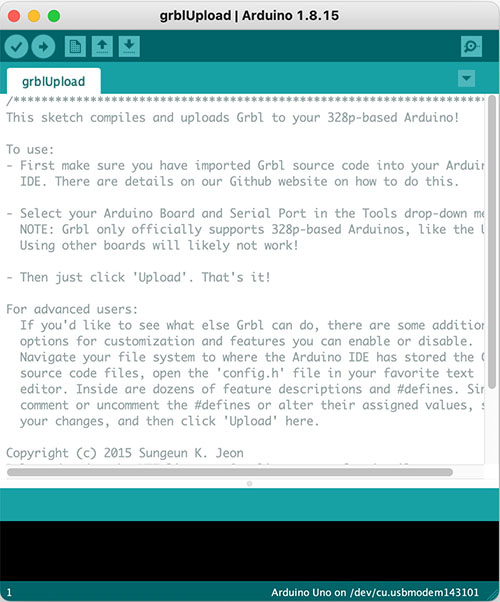 grblUpload | Arduino 1.8.15
grblUpload
/************************************************************
This sketch compiles and uploads Grbl to your 328p-based Arduino!
To use:
- First make sure you have imported Grbl source code into your Arduin
IDE. There are details on our Github website on how to do this.
- Select your Arduino Board and Serial Port in the Tools drop-down me
NOTE: Grbl only officially supports 328p-based Arduinos, like the U
Using other boards will likely not work!
- Then just click 'Upload'. That's it!
For advanced users:
If you'd like to see what else Grbl can do, there are some addition
options for customization and features you can enable or disable.
Navigate your file system to where the Arduino IDE has stored the G
source code files, open the 'config.h' file in your favorite text
editor. Inside are dozens of feature descriptions and #defines. Sim
comment or uncomment the #defines or alter their assigned values, s
your changes, and then click 'Upload' here.
Copyright (c) 2015 Sungeun K. Jeon
1
Arduino Uno on /dev/cu.usbmodem143101